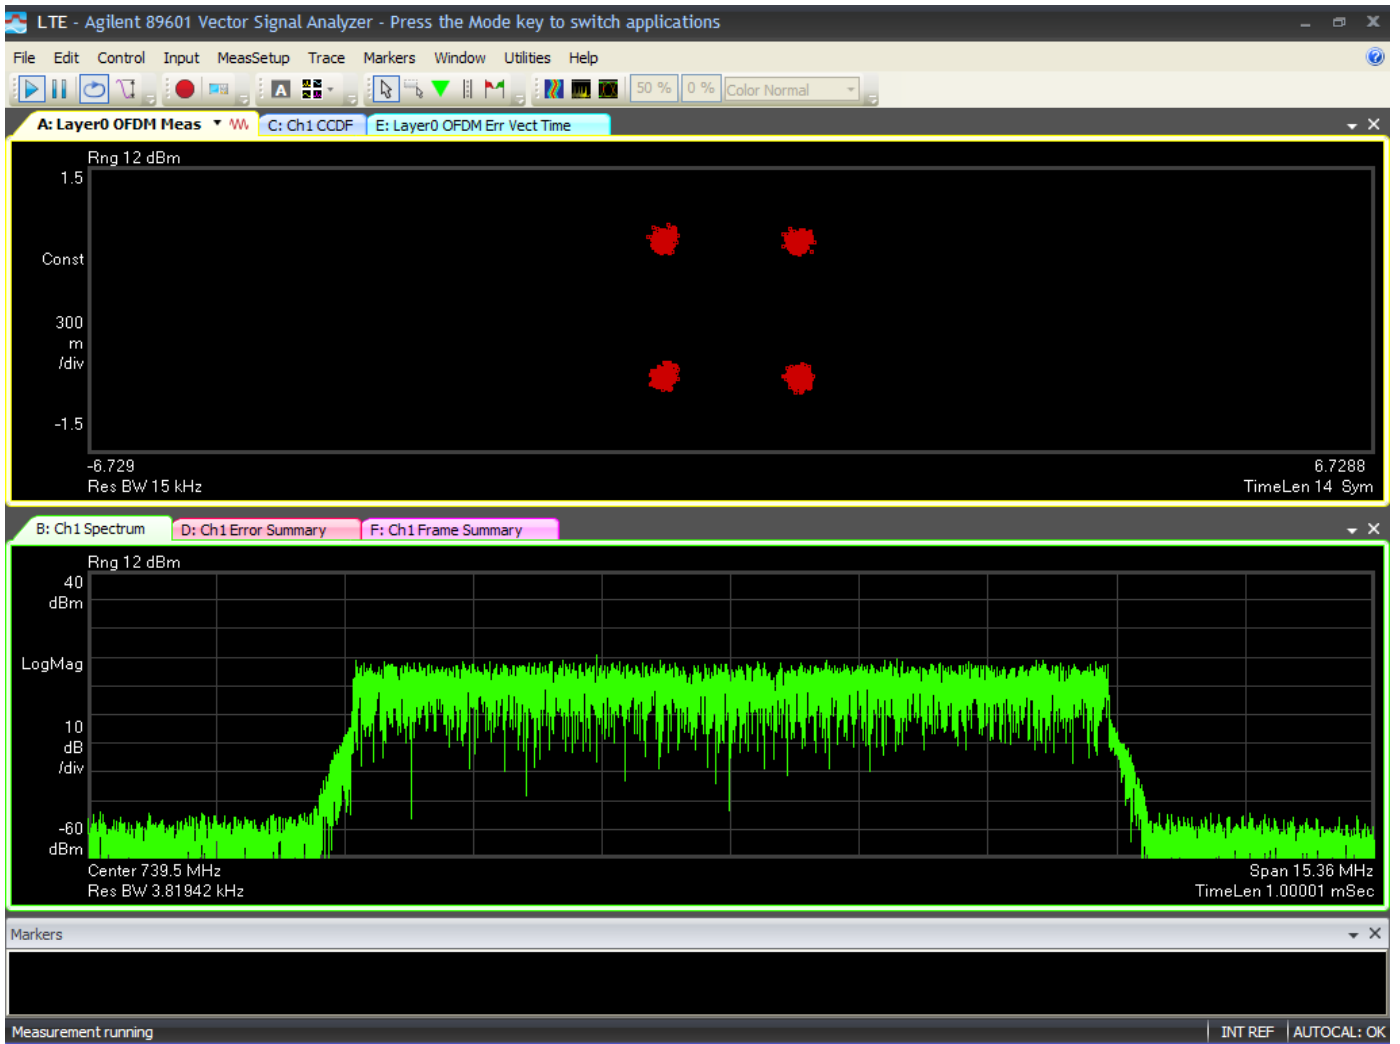 LTE - Agilent 89601 Vector Signal Analyzer - Press the Mode key to switch applications
File Edit Control Input MeasSetup Trace Markers Window Utilities Help
A 50 % 0 % Color Normal
A: Layer0 OFDM Meas C: Ch1 CCDF E: Layer0 OFDM Err Vect Time
Rng 12 dBm
1.5
Const
300
m
/div
-1.5
-6.729 6.7288
Res BW 15 kHz TimeLen 14 Sym
B: Ch1 Spectrum D: Ch1 Error Summary F: Ch1 Frame Summary
Rng 12 dBm
40
dBm
LogMag
10
dB
/div
-60
dBm
Center 739.5 MHz Span 15.36 MHz
Res BW 3.81942 kHz TimeLen 1.00001 mSec
Markers
Measurement running INT REF AUTOCAL: OK